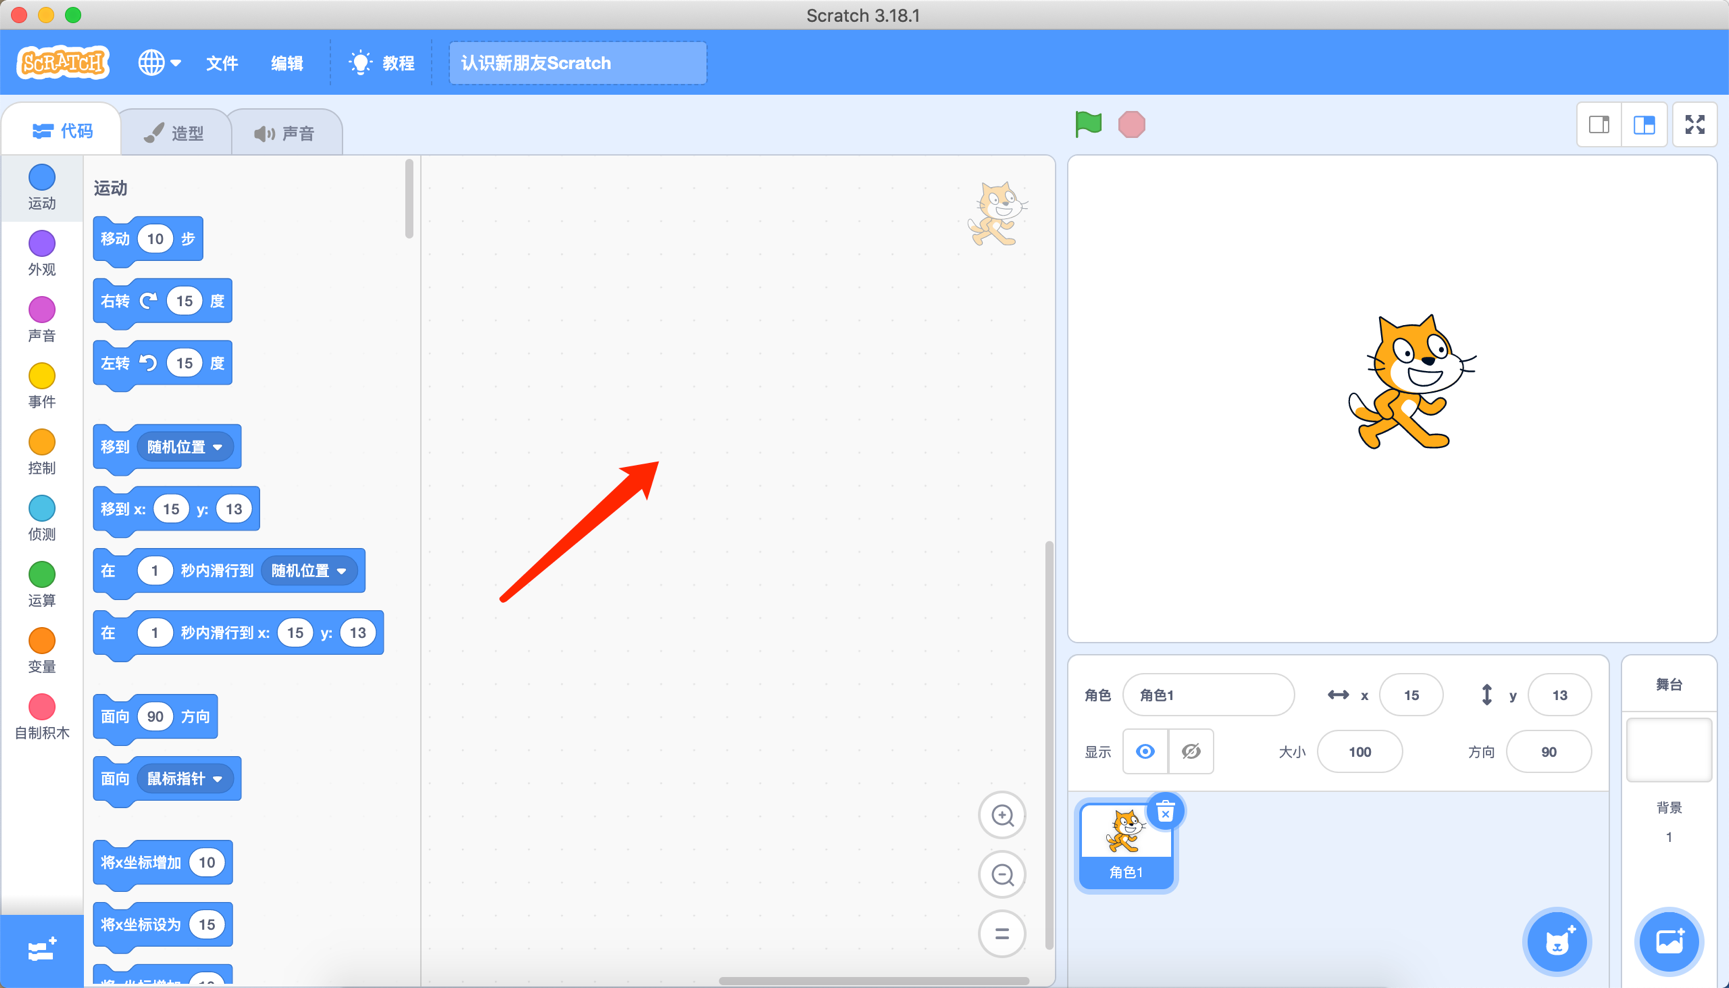 Scratch 3.18.1
SCRATCH 文件 编辑 教程 认识新朋友Scratch
代码 造型 声音
运动
外观
声音
事件
控制
侦测
运算
变量
自制积木
运动
移动 10 步
右转 15 度
左转 15 度
移到 随机位置
移到 x: 15 y: 13
在 1 秒内滑行到 随机位置
在 1 秒内滑行到 x: 15 y: 13
面向 90 方向
面向 鼠标指针
将x坐标增加 10
将x坐标设为 15
角色 角色1 x 15 y 13
显示 大小 100 方向 90
角色1
舞台
背景
1